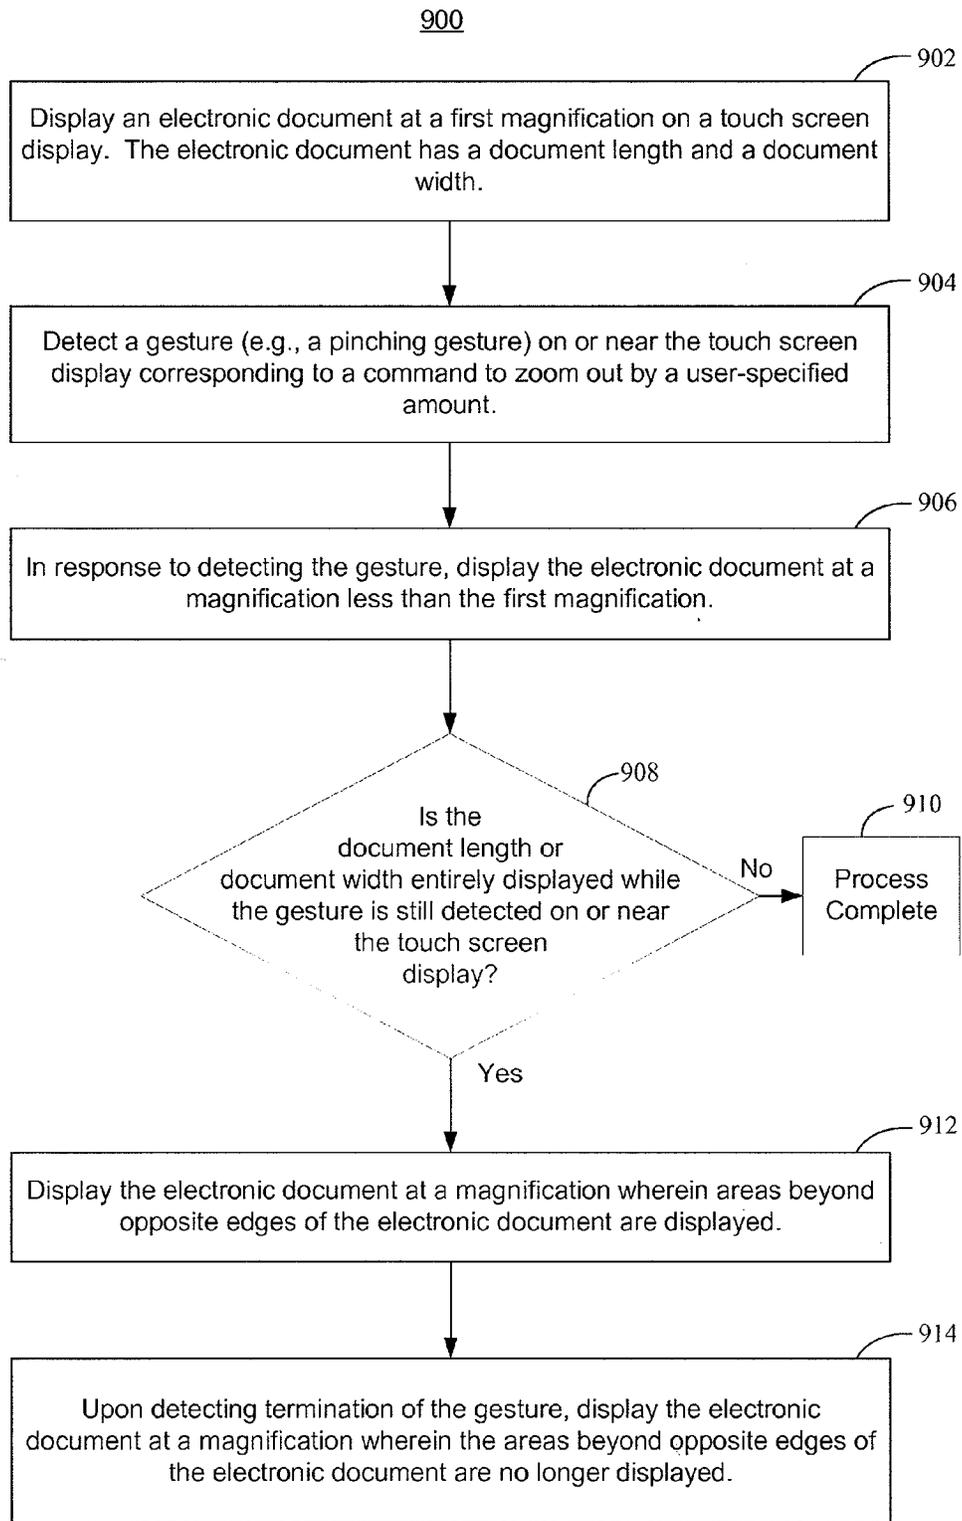 900
902
Display an electronic document at a first magnification on a touch screen
display. The electronic document has a document length and a document
width.
904
Detect a gesture (e.g., a pinching gesture) on or near the touch screen
display corresponding to a command to zoom out by a user-specified
amount.
906
In response to detecting the gesture, display the electronic document at a
magnification less than the first magnification.
908
Is the
document length or
document width entirely displayed while
the gesture is still detected on or near
the touch screen
display?
No
910
Process
Complete
Yes
912
Display the electronic document at a magnification wherein areas beyond
opposite edges of the electronic document are displayed.
914
Upon detecting termination of the gesture, display the electronic
document at a magnification wherein the areas beyond opposite edges of
the electronic document are no longer displayed.